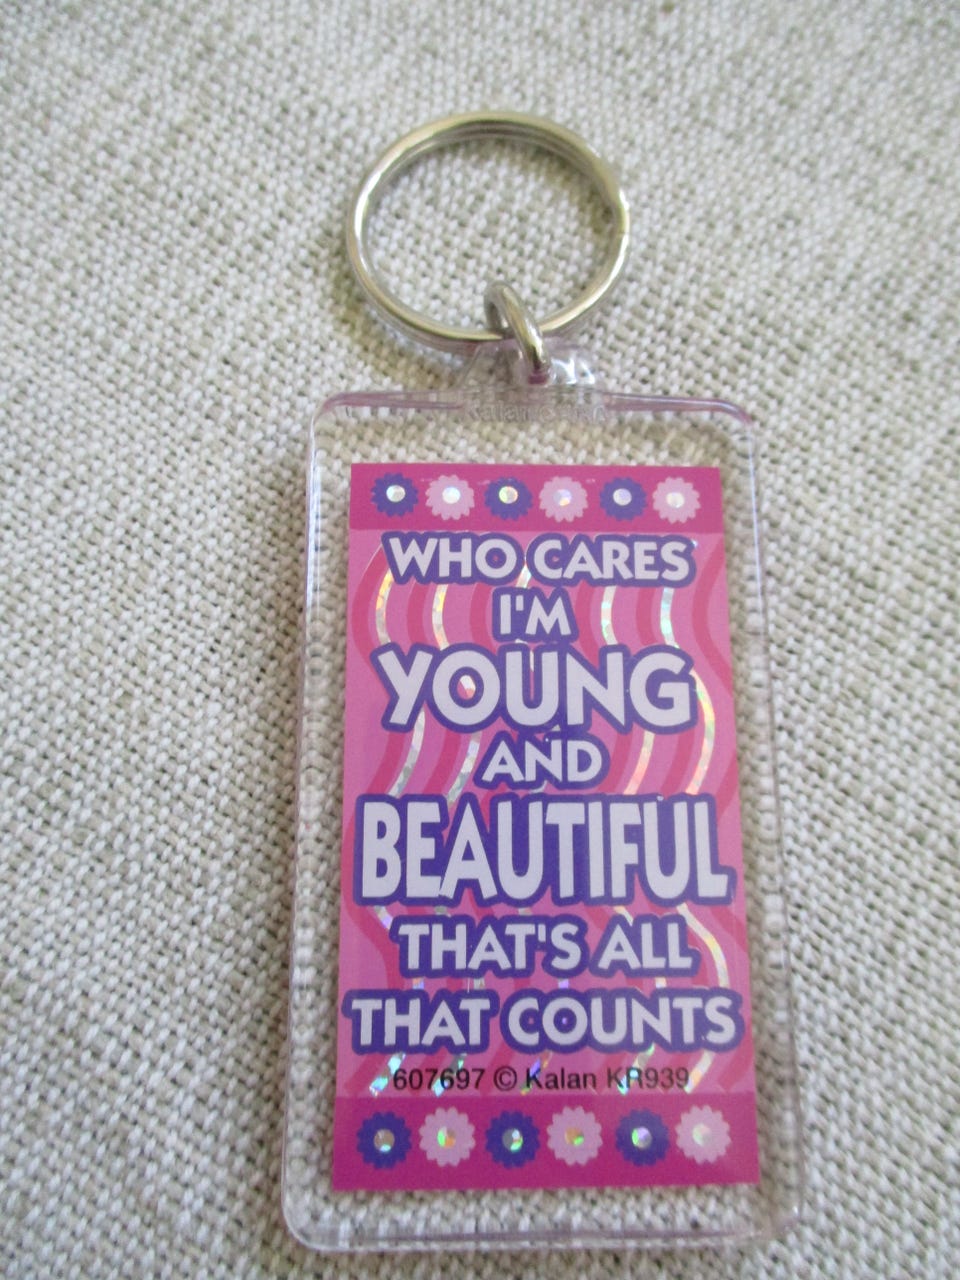 WHO CARES
I'M
YOUNG
AND
BEAUTIFUL
THAT'S ALL
THAT COUNTS
607697 © Kalan KR939